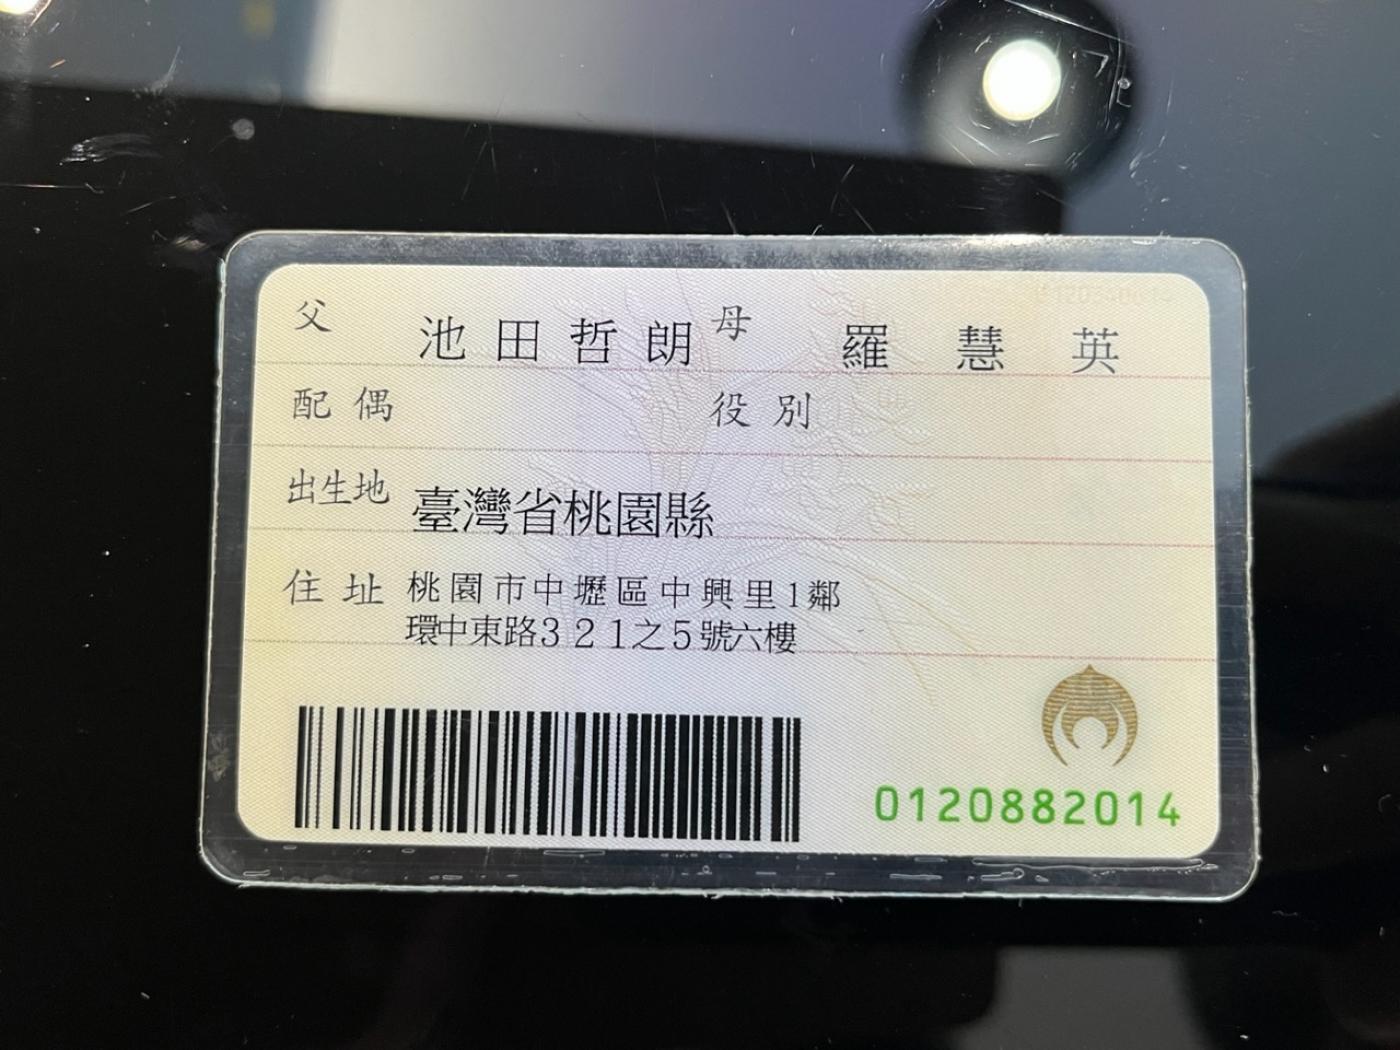 父 池田哲朗 母 羅慧英
配偶 役別
出生地 臺灣省桃園縣
住址 桃園市中壢區中興里1鄰
環中東路321之5號六樓
0120882014